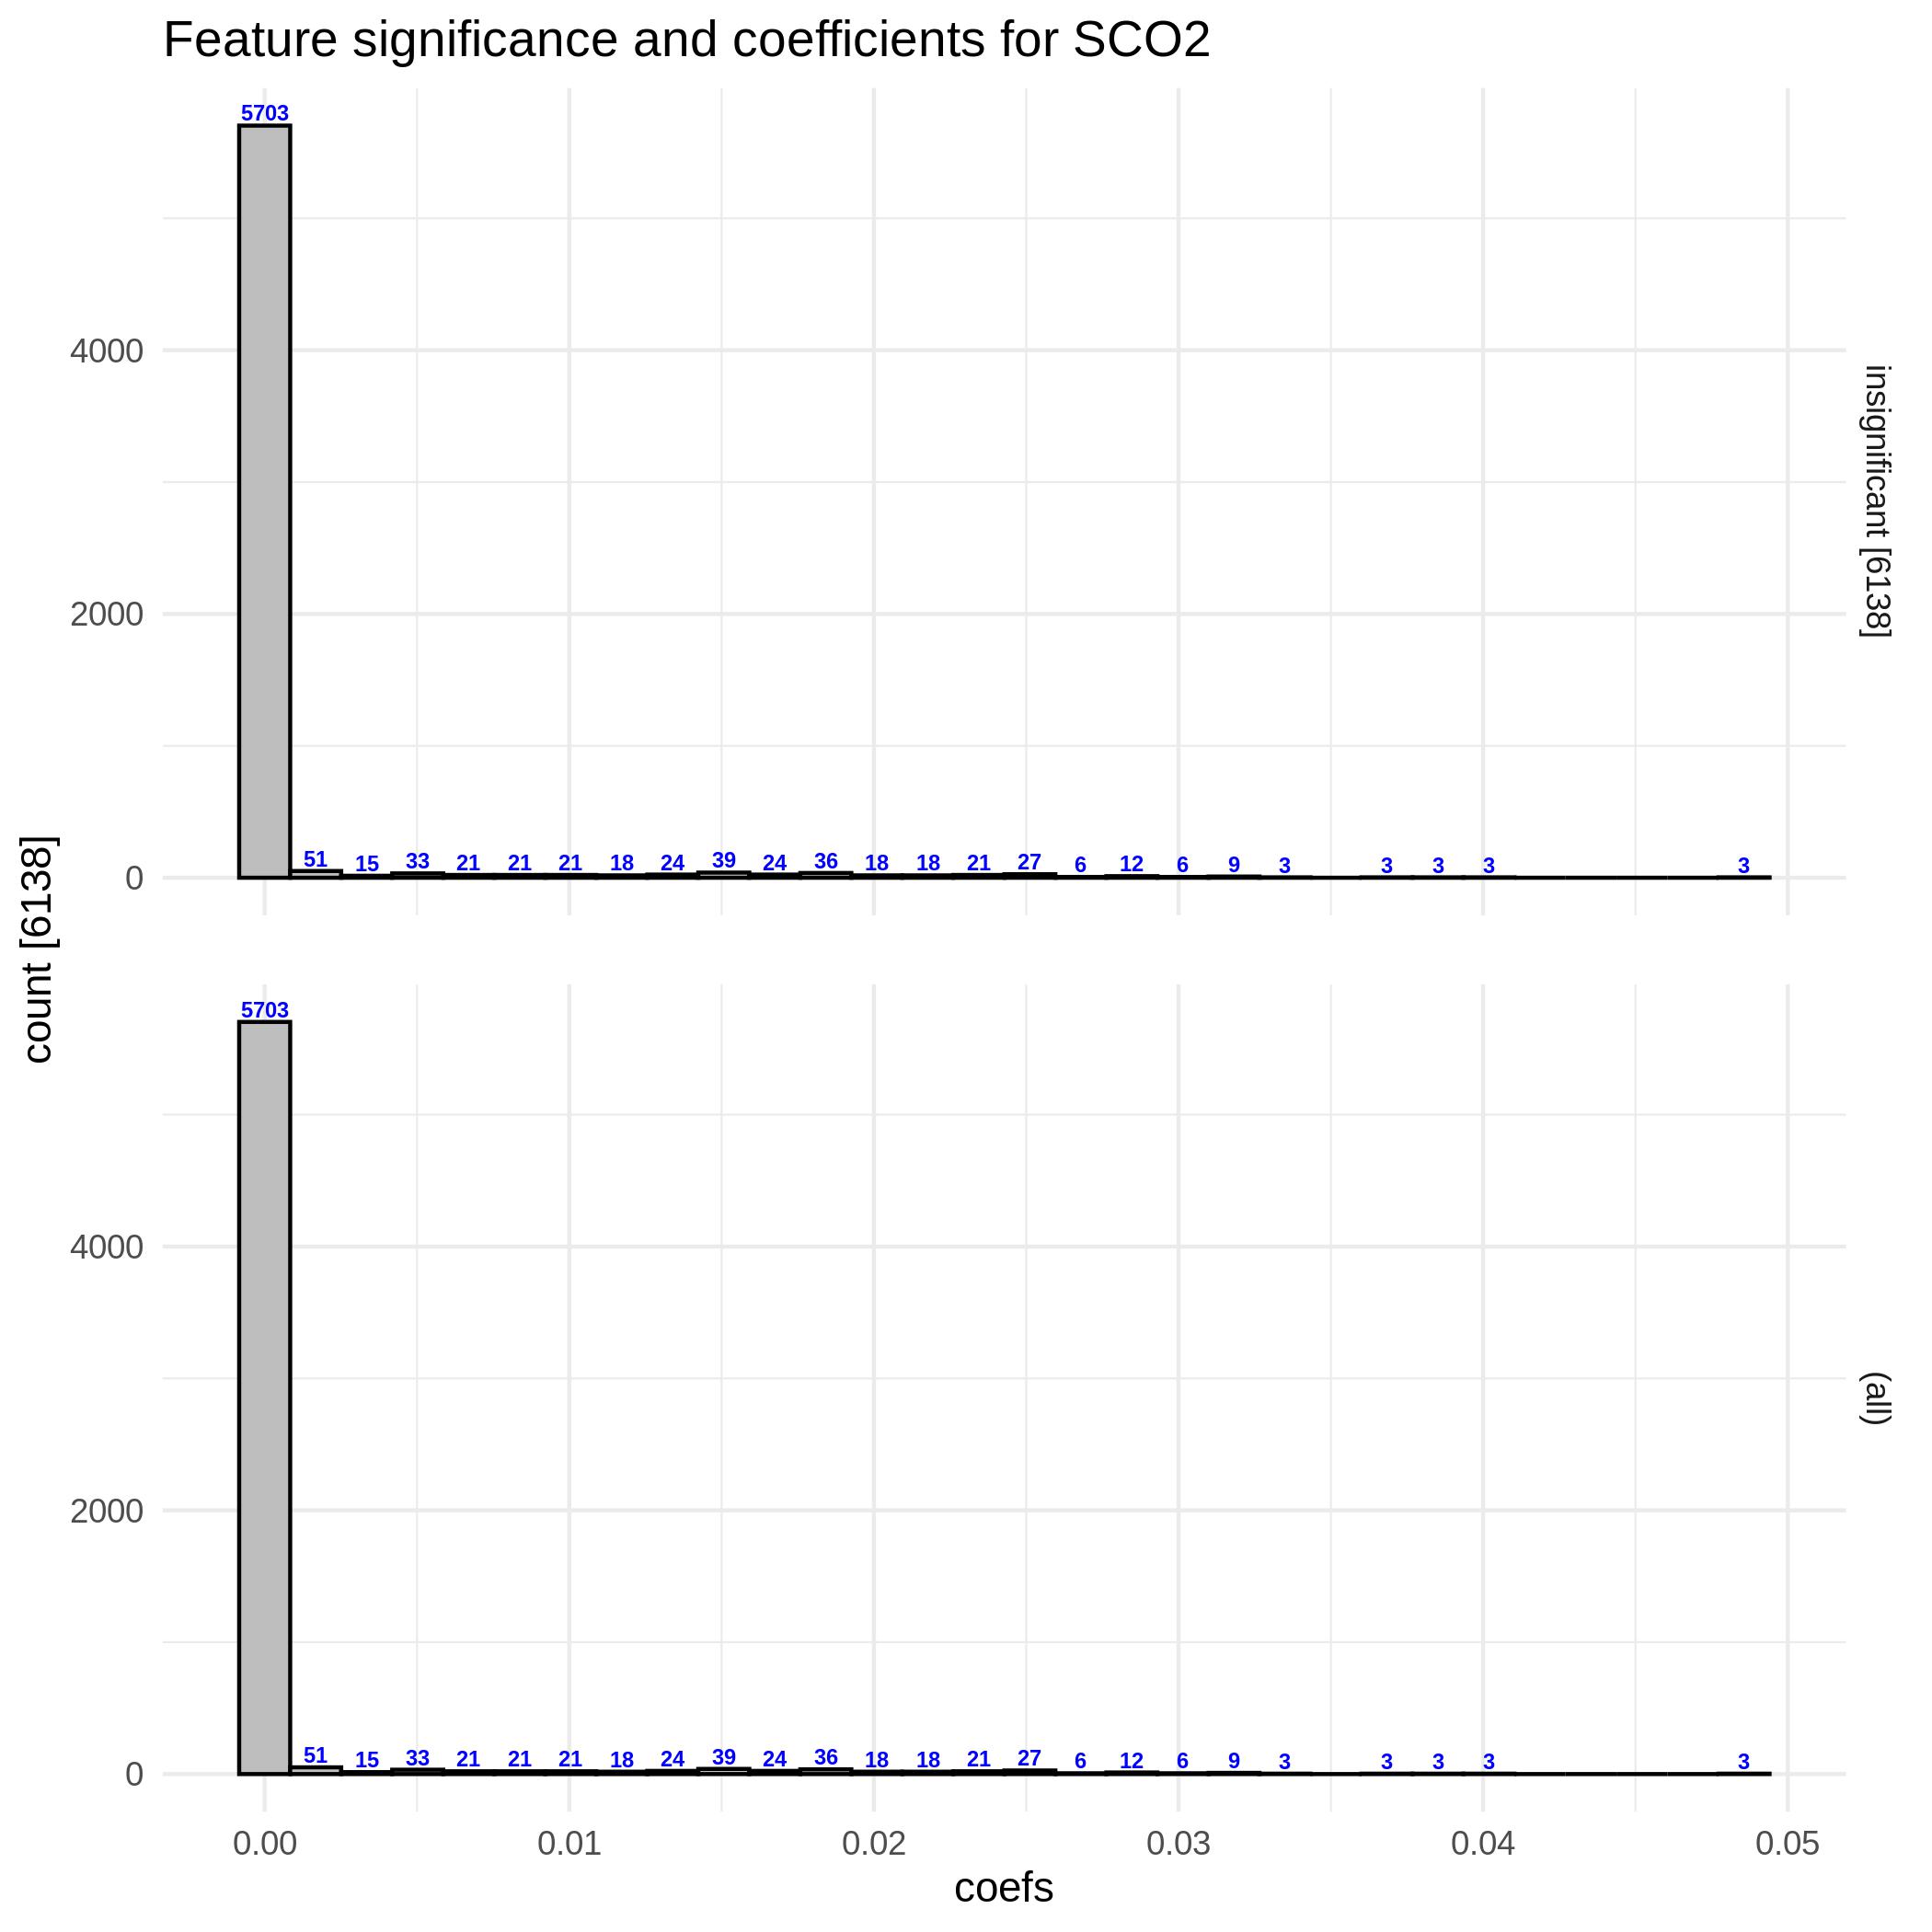 Feature significance and coefficients for SCO2
5703
4000
2000
0
51 15 33 21 21 21 18 24 39 24 36 18 18 21 27 6 12 6 9 3 3 3 3 3
insignificant [6138]
count [6138]
5703
4000
2000
0
51 15 33 21 21 21 18 24 39 24 36 18 18 21 27 6 12 6 9 3 3 3 3 3
(all)
0.00 0.01 0.02 0.03 0.04 0.05
coefs